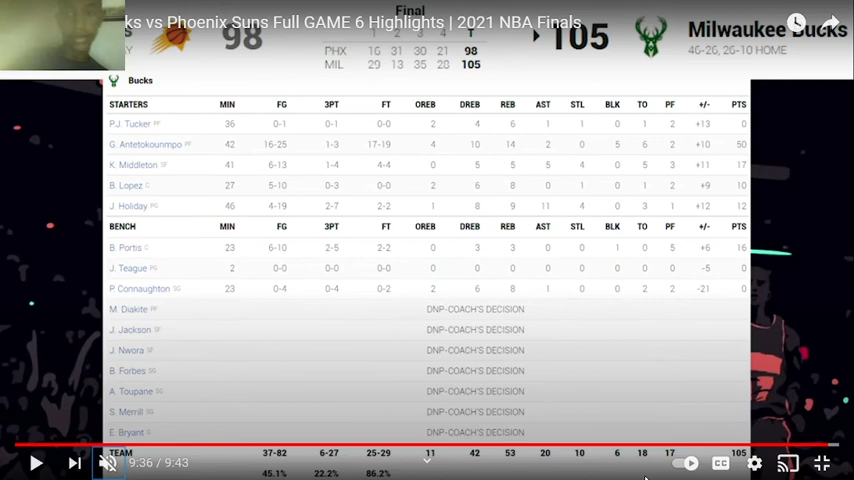 Final
ks vs Phoenix Suns Full GAME 6 Highlights | 2021 NBA Finals
98 1 2 3 4 T 105 Milwaukee Bucks
PHX 16 31 30 21 98 46-26, 26-10 HOME
MIL 29 13 35 28 105
Bucks
STARTERS MIN FG 3PT FT OREB DREB REB AST STL BLK TO PF +/- PTS
P.J. Tucker PF 36 0-1 0-1 0-0 2 4 6 1 1 0 1 2 +13 0
G. Antetokounmpo PF 42 16-25 1-3 17-19 4 10 14 2 0 5 6 2 +10 50
K. Middleton SF 41 6-13 1-4 4-4 0 5 5 5 4 0 5 3 +11 17
B. Lopez C 27 5-10 0-3 0-0 2 6 8 0 1 0 1 2 +9 10
J. Holiday PG 46 4-19 2-7 2-2 1 8 9 11 4 0 3 1 +12 12
BENCH MIN FG 3PT FT OREB DREB REB AST STL BLK TO PF +/- PTS
B. Portis C 23 6-10 2-5 2-2 0 3 3 0 0 1 0 5 +6 16
J. Teague PG 2 0-0 0-0 0-0 0 0 0 0 0 0 0 0 -5 0
P. Connaughton SG 23 0-4 0-4 0-2 2 6 8 1 0 0 2 2 -21 0
M. Diakite PF DNP-COACH'S DECISION
J. Jackson SF DNP-COACH'S DECISION
J. Nwora SF DNP-COACH'S DECISION
B. Forbes SG DNP-COACH'S DECISION
A. Toupane SG DNP-COACH'S DECISION
S. Merrill SG DNP-COACH'S DECISION
E. Bryant G DNP-COACH'S DECISION
TEAM 37-82 6-27 25-29 11 42 53 20 10 6 18 17 105
9:36 / 9:43 CC
45.1% 22.2% 86.2%